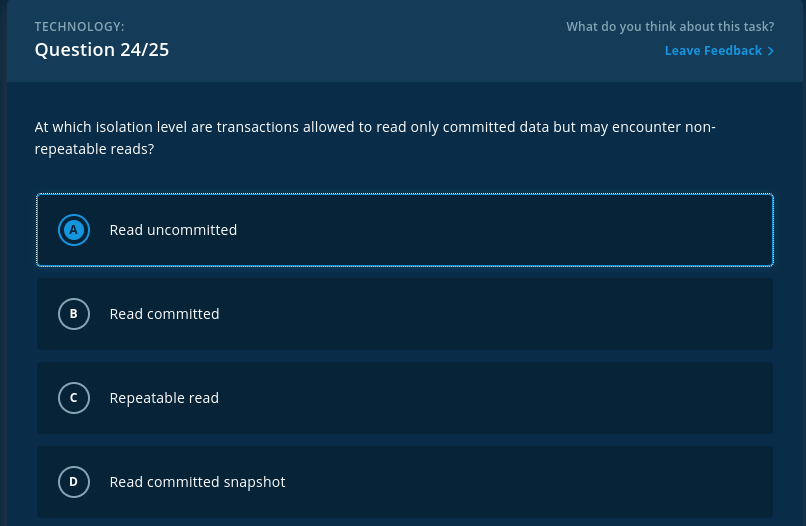 TECHNOLOGY:
Question 24/25
What do you think about this task?
Leave Feedback
At which isolation level are transactions allowed to read only committed data but may encounter non-
repeatable reads?
A Read uncommitted
B Read committed
C Repeatable read
D Read committed snapshot